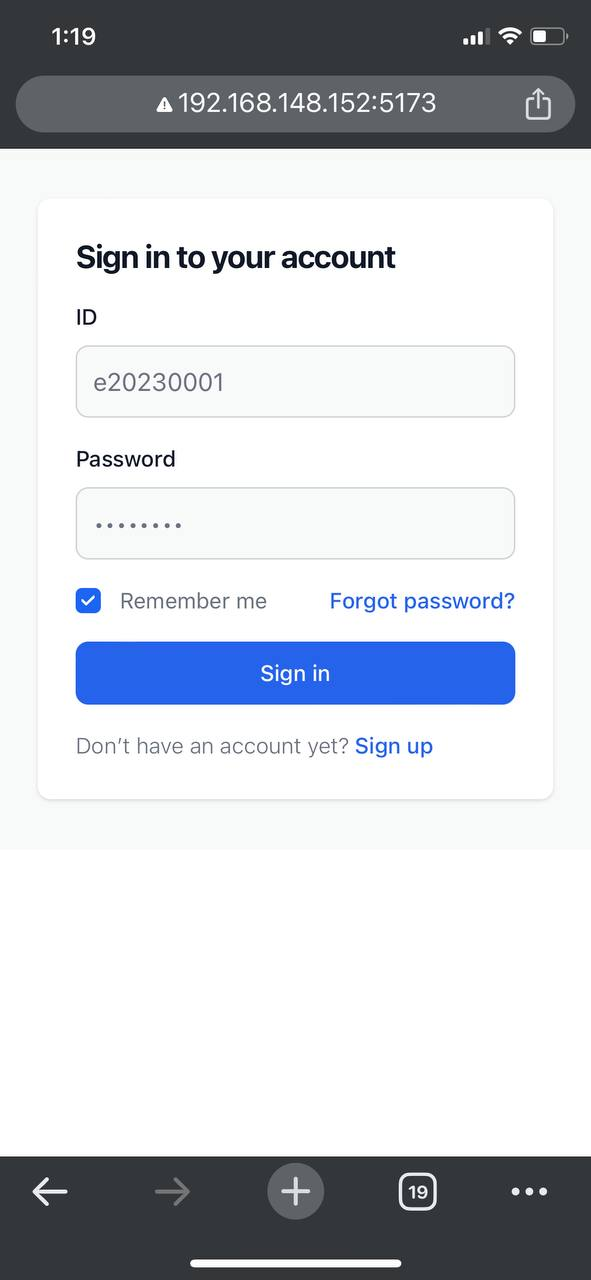 1:19
192.168.148.152:5173
Sign in to your account
ID
e20230001
Password
••••••••
Remember me Forgot password?
Sign in
Don’t have an account yet? Sign up
19